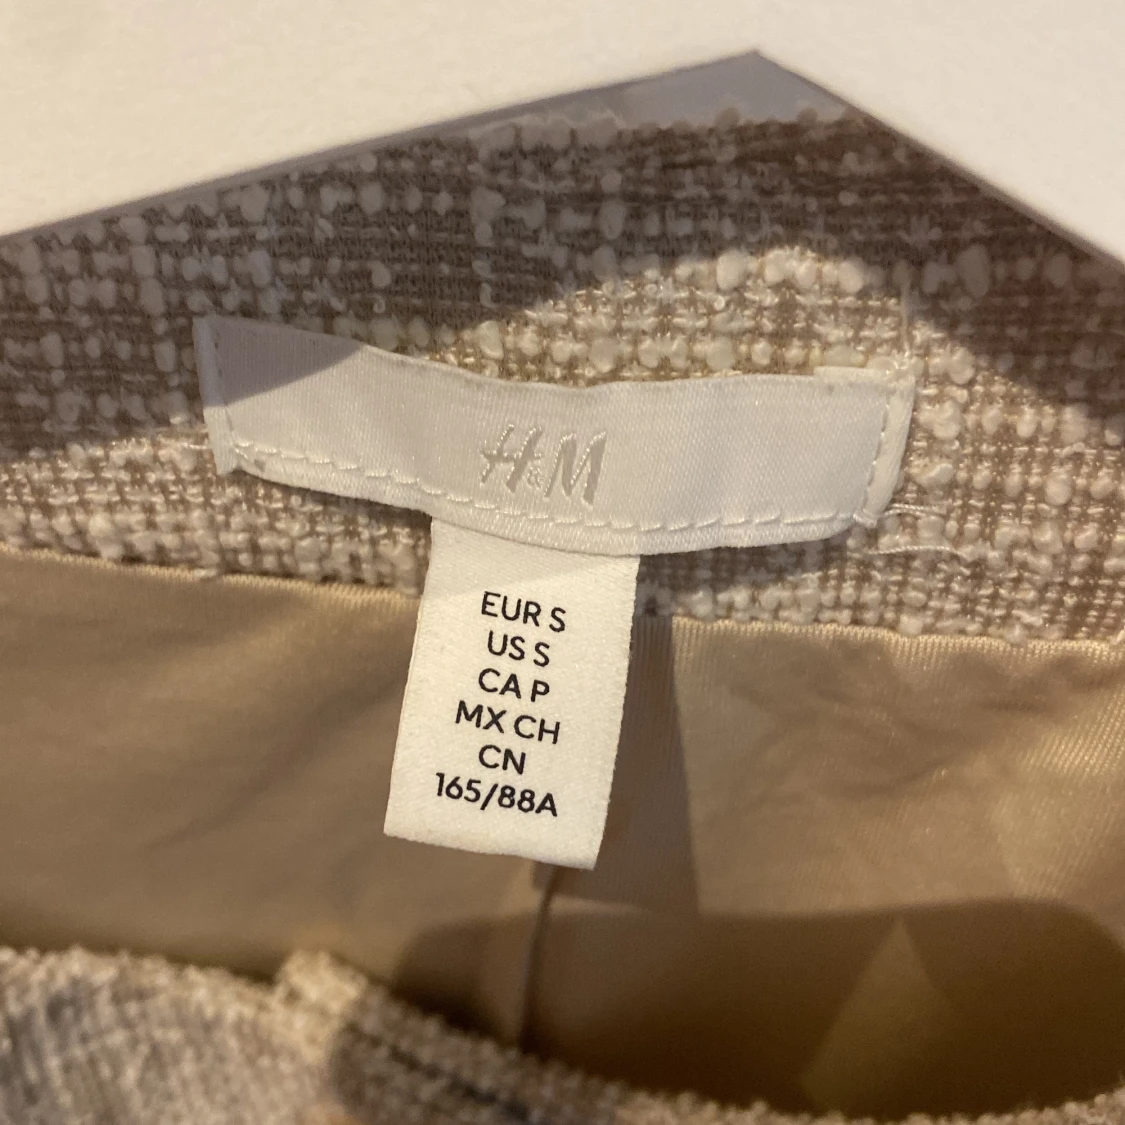 H&M
EUR S
US S
CA P
MX CH
CN
165/88A